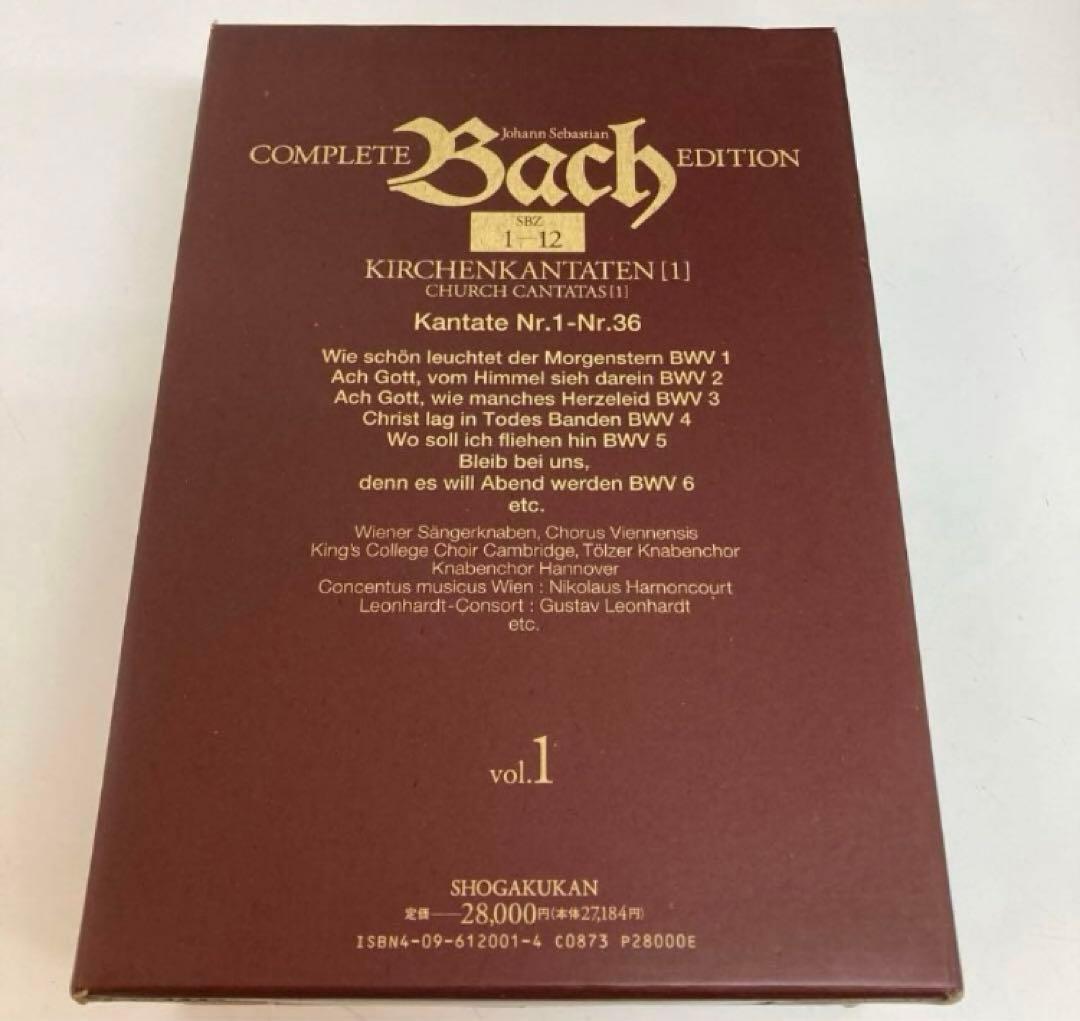 Johann Sebastian
COMPLETE Bach EDITION
SBZ
1—12
KIRCHENKANTATEN [1]
CHURCH CANTATAS [1]
Kantate Nr.1-Nr.36
Wie schön leuchtet der Morgenstern BWV 1
Ach Gott, vom Himmel sieh darein BWV 2
Ach Gott, wie manches Herzeleid BWV 3
Christ lag in Todes Banden BWV 4
Wo soll ich fliehen hin BWV 5
Bleib bei uns,
denn es will Abend werden BWV 6
etc.
Wiener Sängerknaben, Chorus Viennensis
King's College Choir Cambridge, Tölzer Knabenchor
Knabenchor Hannover
Concentus musicus Wien : Nikolaus Harnoncourt
Leonhardt-Consort : Gustav Leonhardt
etc.
vol.1
SHOGAKUKAN
定価——28,000円(本体27,184円)
ISBN4-09-612001-4 C0873 P28000E